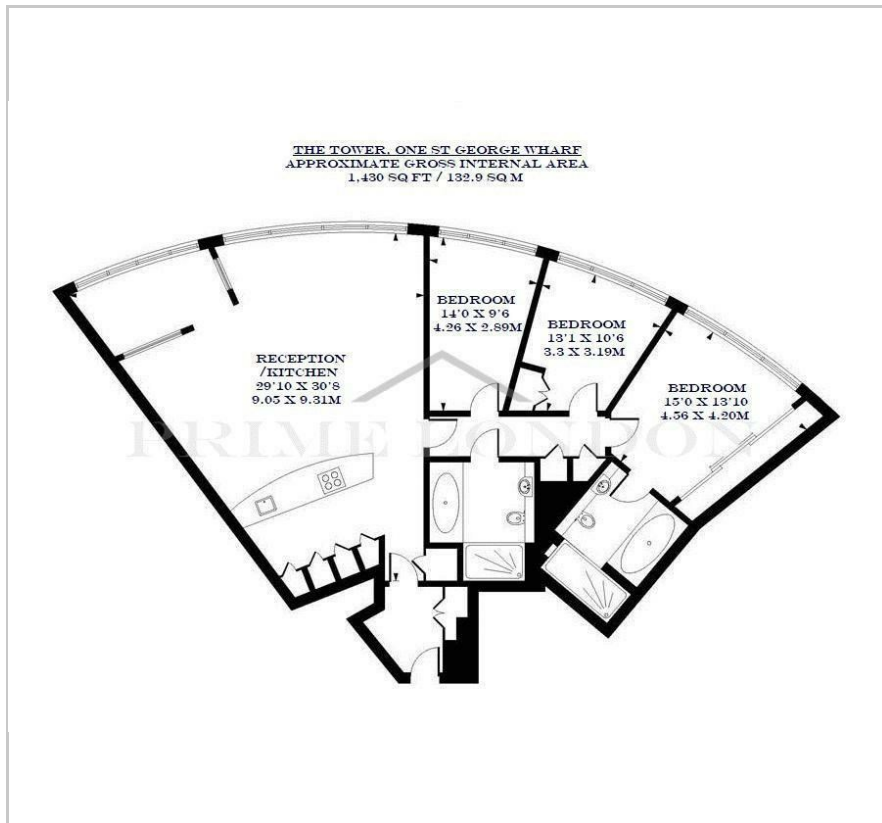 THE TOWER, ONE ST GEORGE WHARF
APPROXIMATE GROSS INTERNAL AREA
1,430 SQ FT / 132.9 SQ M
BEDROOM
14'0 X 9'6
4.26 X 2.89M
BEDROOM
13'1 X 10'6
3.3 X 3.19M
RECEPTION
/KITCHEN
29'10 X 30'8
9.05 X 9.31M
BEDROOM
15'0 X 13'10
4.56 X 4.20M
PRIME LONDON